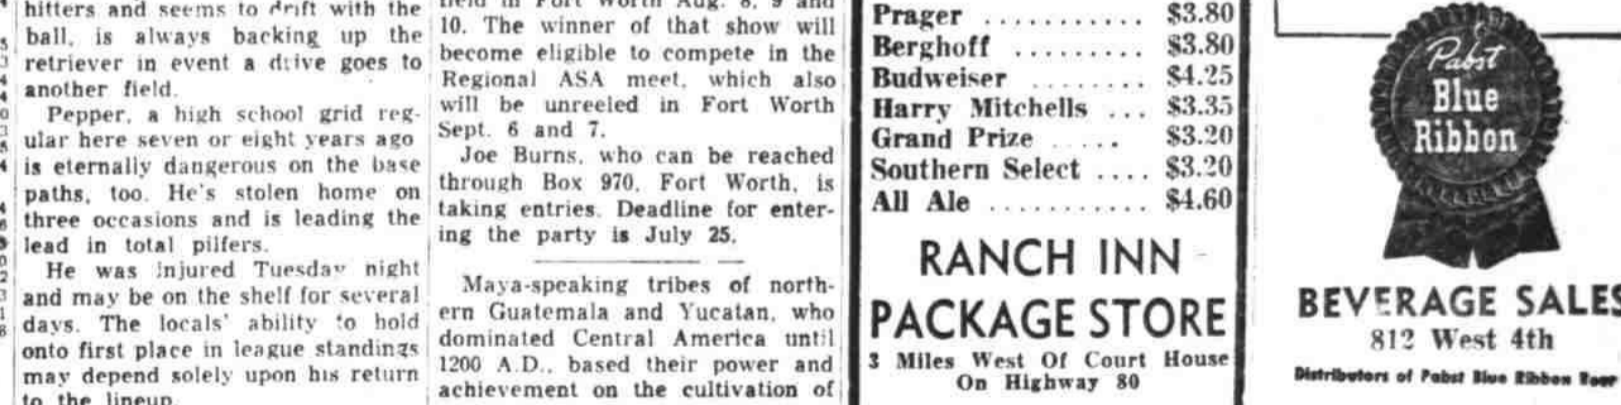 hitters and seems to drift with the
ball, is always backing up the
retriever in event a drive goes to
another field.
Pepper, a high school grid reg-
ular here seven or eight years ago
is eternally dangerous on the base
paths, too. He's stolen home on
three occasions and is leading the
lead in total pilfers.
He was injured Tuesday night
and may be on the shelf for several
days. The locals' ability to hold
onto first place in league standings
may depend solely upon his return
to the lineup.
held in Fort Worth Aug. 8, 9 and
10. The winner of that show will
become eligible to compete in the
Regional ASA meet, which also
will be unreeled in Fort Worth
Sept. 6 and 7.
Joe Burns, who can be reached
through Box 970, Fort Worth, is
taking entries. Deadline for enter-
ing the party is July 25.
Maya-speaking tribes of north-
ern Guatemala and Yucatan, who
dominated Central America until
1200 A.D., based their power and
achievement on the cultivation of
Prager ........... $3.80
Berghoff ......... $3.80
Budweiser ........ $4.25
Harry Mitchells ... $3.35
Grand Prize ..... $3.20
Southern Select .... $3.20
All Ale ........... $4.60
RANCH INN
PACKAGE STORE
3 Miles West Of Court House
On Highway 80
Pabst
Blue
Ribbon
BEVERAGE SALES
812 West 4th
Distributors of Pabst Blue Ribbon Beer